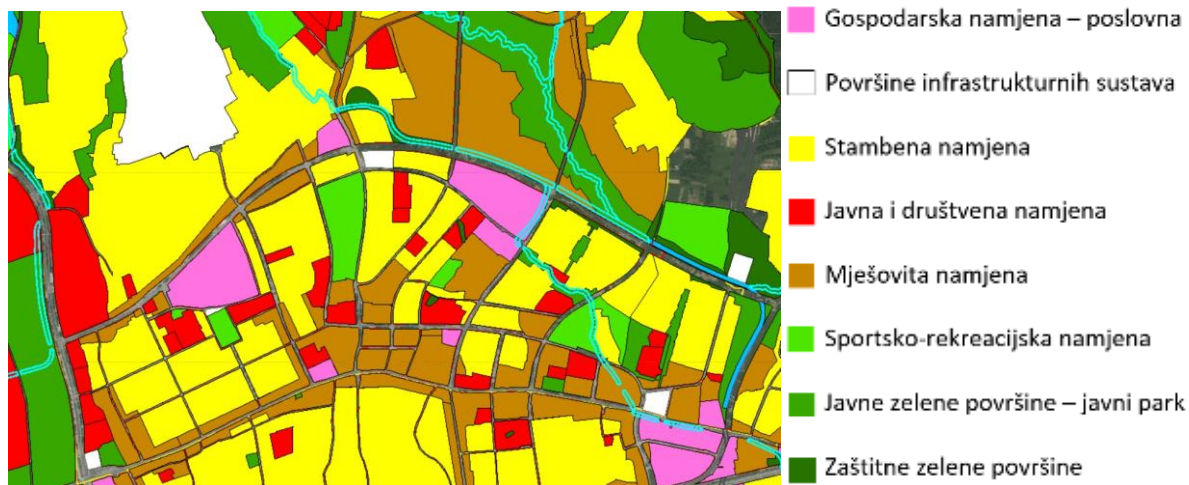 Gospodarska namjena – poslovna
Površine infrastrukturnih sustava
Stambena namjena
Javna i društvena namjena
Mješovita namjena
Sportsko-rekreacijska namjena
Javne zelene površine – javni park
Zaštitne zelene površine